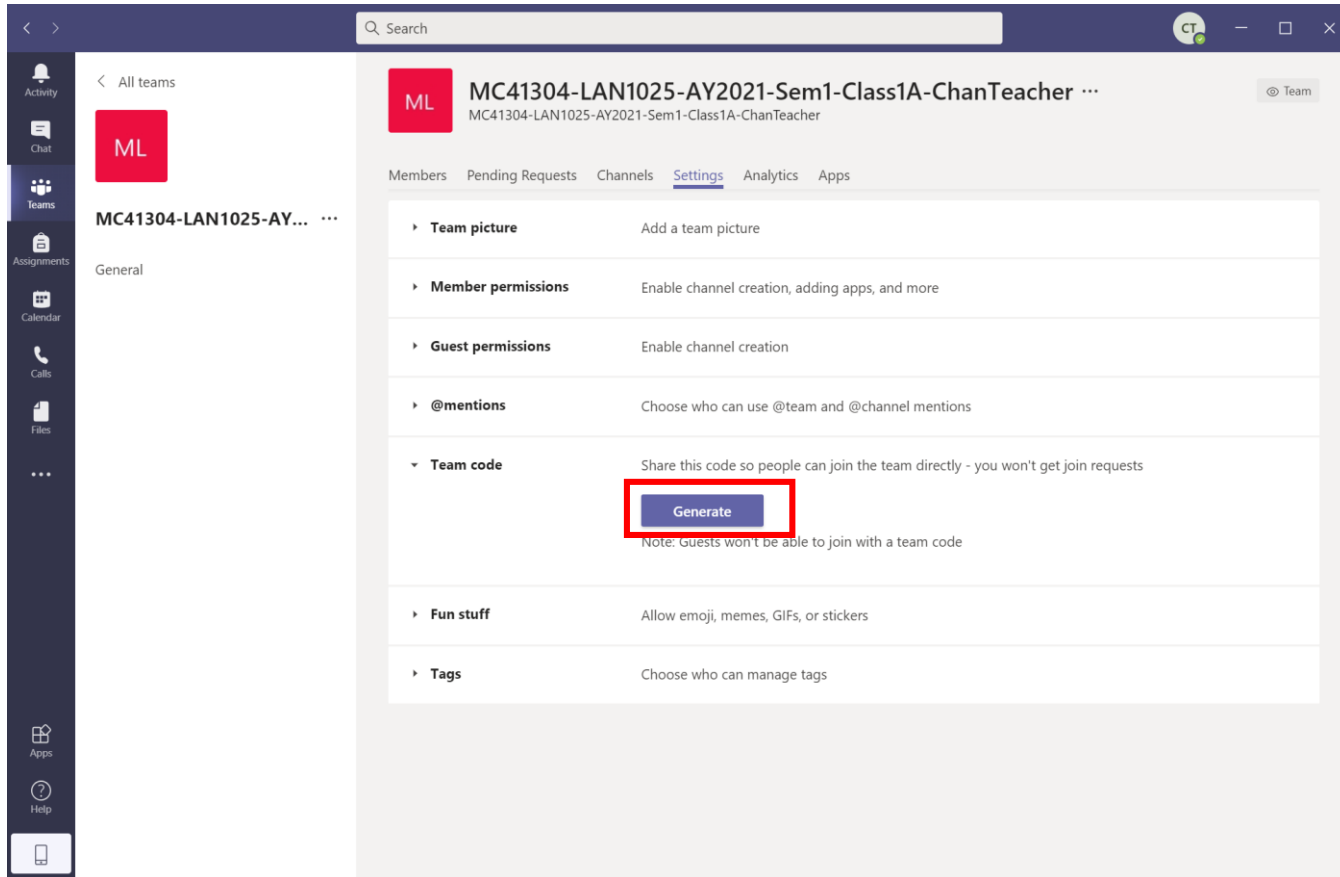 Search
CT
Activity
Chat
Teams
Assignments
Calendar
Calls
Files
Apps
Help
All teams
ML
MC41304-LAN1025-AY... ...
General
ML
MC41304-LAN1025-AY2021-Sem1-Class1A-ChanTeacher ...
MC41304-LAN1025-AY2021-Sem1-Class1A-ChanTeacher
Team
Members Pending Requests Channels Settings Analytics Apps
Team picture Add a team picture
Member permissions Enable channel creation, adding apps, and more
Guest permissions Enable channel creation
@mentions Choose who can use @team and @channel mentions
Team code Share this code so people can join the team directly - you won't get join requests
Generate
Note: Guests won't be able to join with a team code
Fun stuff Allow emoji, memes, GIFs, or stickers
Tags Choose who can manage tags